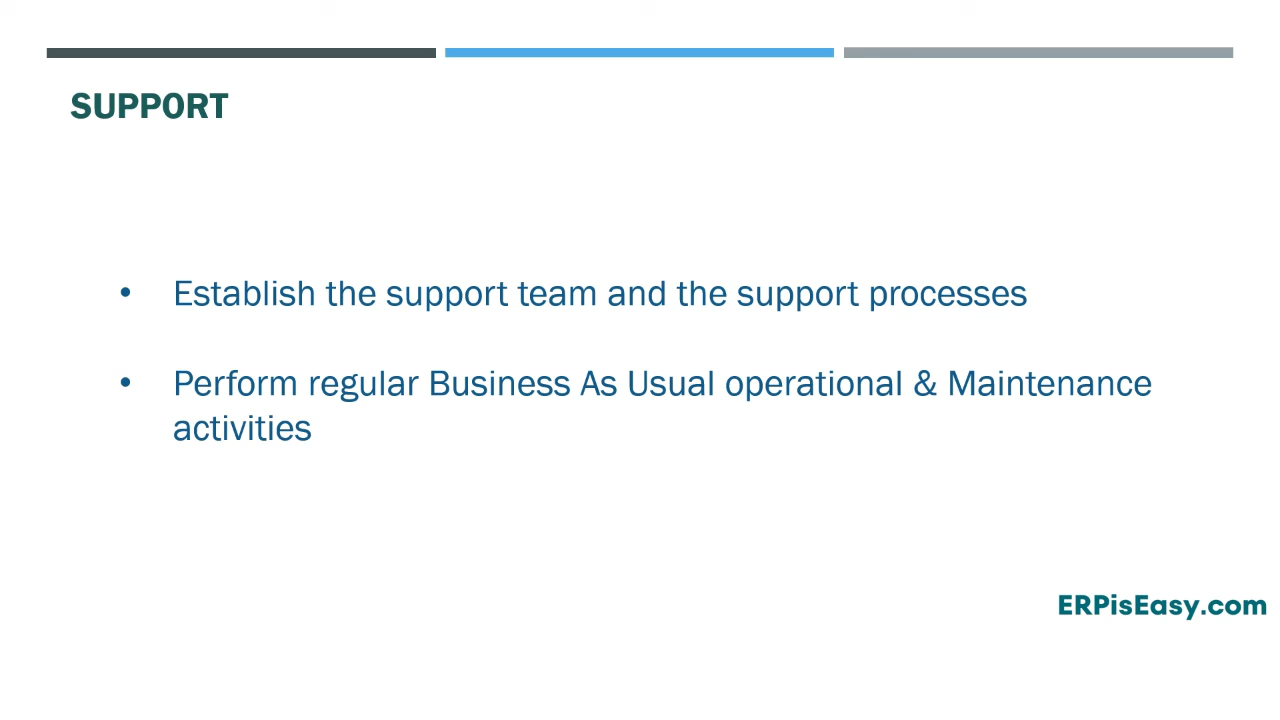 SUPPORT
• Establish the support team and the support processes
• Perform regular Business As Usual operational & Maintenance
activities
ERPisEasy.com